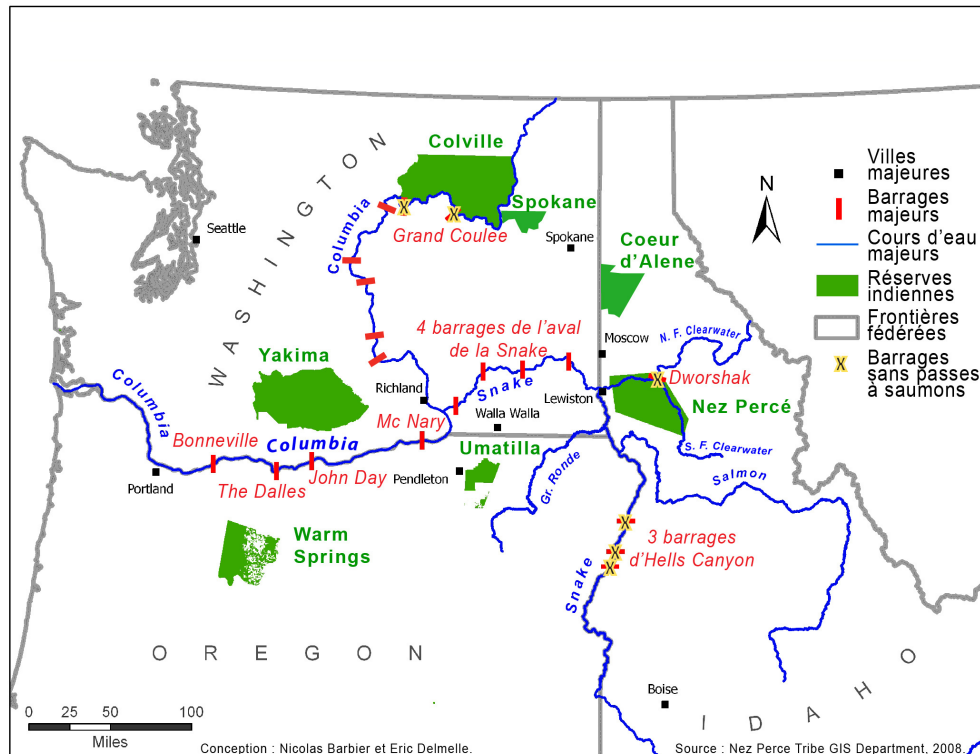 Colville
Spokane
Grand Coulee
Spokane
Seattle
WASHINGTON
Columbia
Coeur
d'Alene
N
Villes
majeures
Barrages
majeurs
Cours d'eau
majeurs
Réserves
indiennes
Frontières
fédérées
Barrages
sans passes
à saumons
4 barrages de l'aval
de la Snake
Moscow
N. F. Clearwater
Yakima
Richland
Snake
Lewiston
Dworshak
Columbia
Walla Walla
Nez Percé
Mc Nary
Bonneville
Columbia
Umatilla
S. F. Clearwater
Portland
The Dalles
John Day
Pendleton
Gr. Ronde
Salmon
Warm
Springs
3 barrages
d'Hells Canyon
Snake
OREGON
Boise
IDAHO
0 25 50 100
Miles
Conception : Nicolas Barbier et Eric Delmelle.
Source : Nez Perce Tribe GIS Department, 2008.